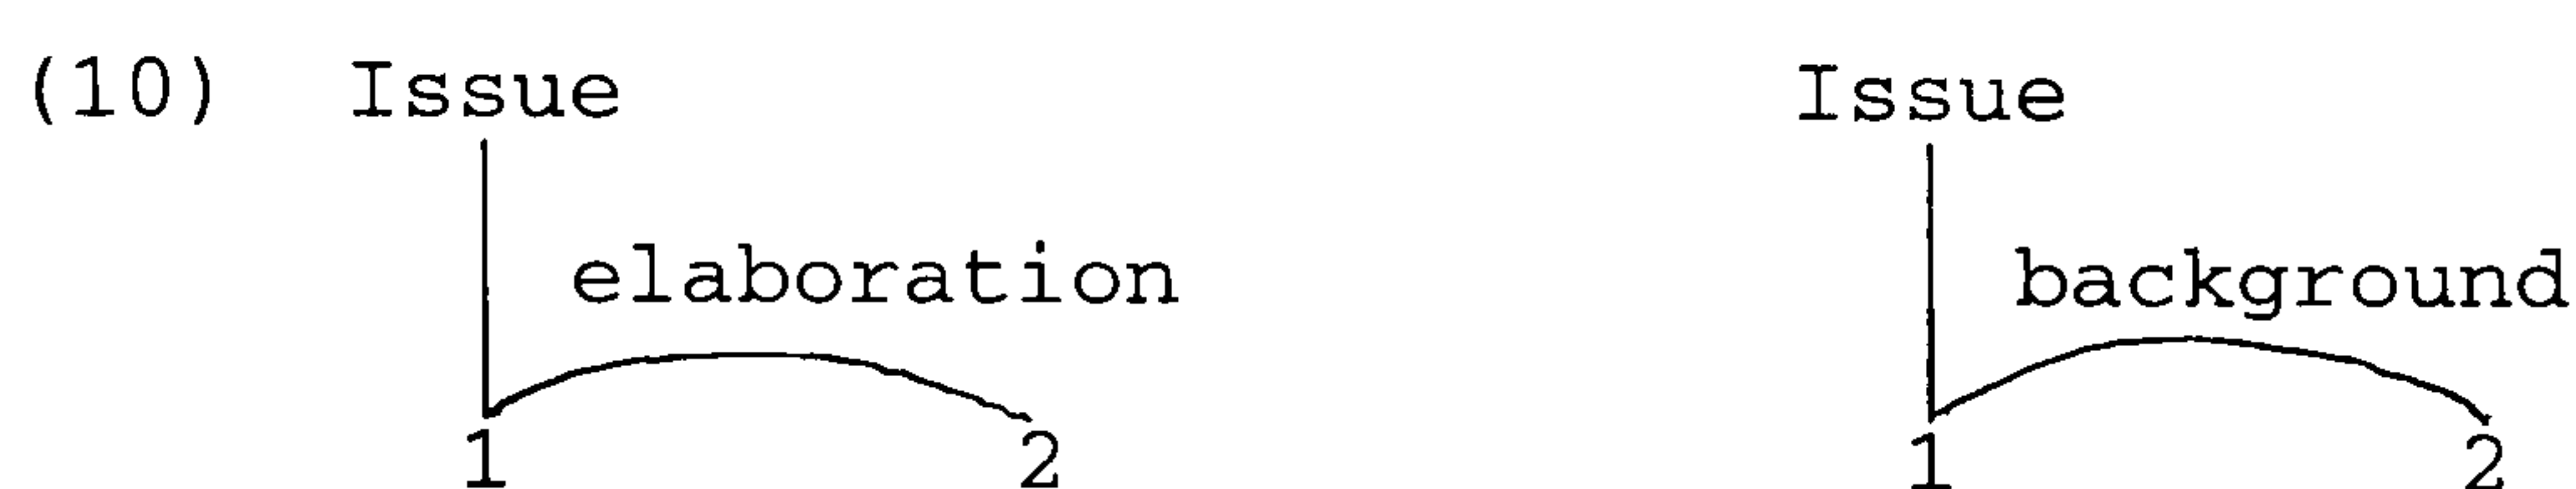 (10) Issue Issue
elaboration background
1 2 1 2